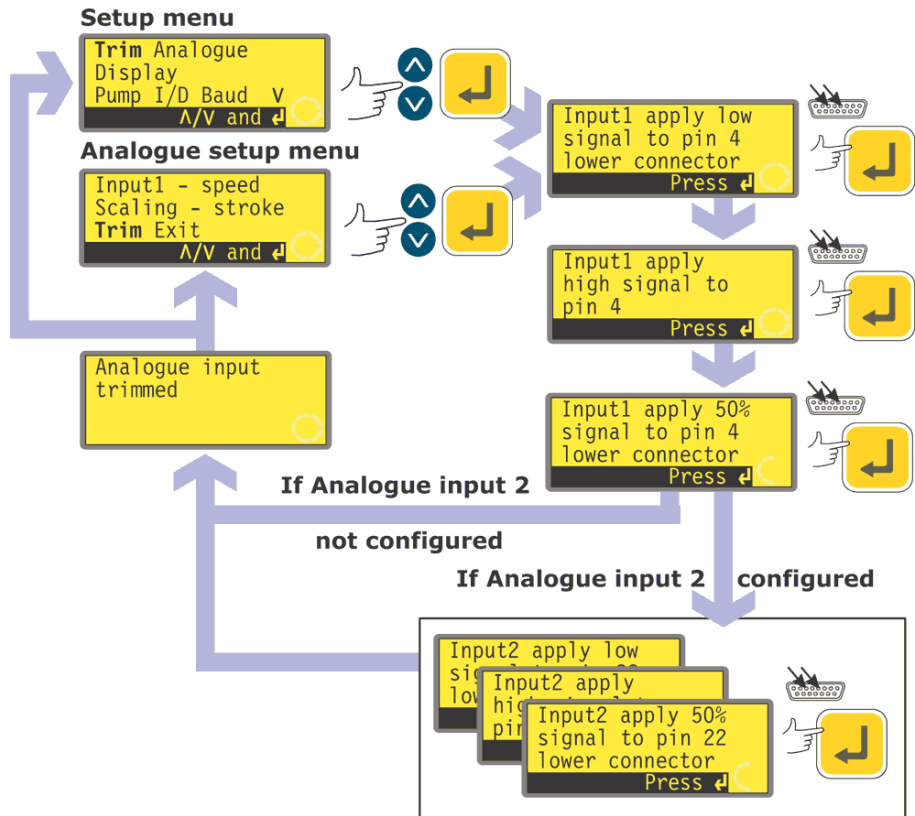 Setup menu
Trim Analogue
Display
Pump I/D Baud V
Λ/V and ↲
Analogue setup menu
Input1 - speed
Scaling - stroke
Trim Exit
Λ/V and ↲
Input1 apply low
signal to pin 4
lower connector
Press ↲
Input1 apply
high signal to
pin 4
Press ↲
Input1 apply 50%
signal to pin 4
lower connector
Press ↲
Analogue input
trimmed
If Analogue input 2
not configured
If Analogue input 2 configured
Input2 apply low
Input2 apply
Input2 apply 50%
signal to pin 22
lower connector
Press ↲